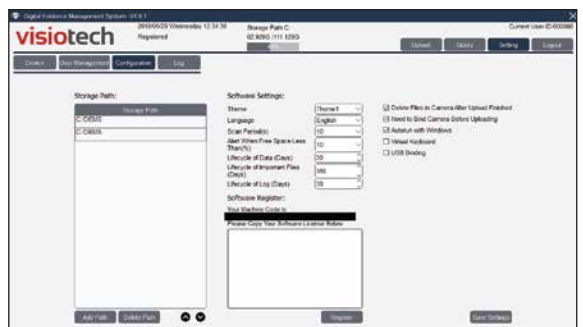 Digital Evidence Management System
2019/05/29 Wednesday 12:34:56
Storage Path C:
Current User ID:000000
visiotech
Registered
Upload
Query
Setting
Logout
Device
User Management
Configuration
Log
Storage Path:
Storage Path
C:\DEMS
C:\DEMS
Software Settings:
Theme
Theme1
Language
English
Scan Period(s)
10
Alert When Free Space Less Than(%)
10
Lifecycle of Data (Days)
30
Lifecycle of Important Files (Days)
Lifecycle of Log (Days)
Delete Files in Camera After Upload Finished
Need to Bind Camera Before Uploading
Autorun with Windows
Virtual Keyboard
USB Binding
Software Register:
Your Machine Code Is
Please Copy Your Software License Below
Add Path
Delete Path
Register
Save Settings